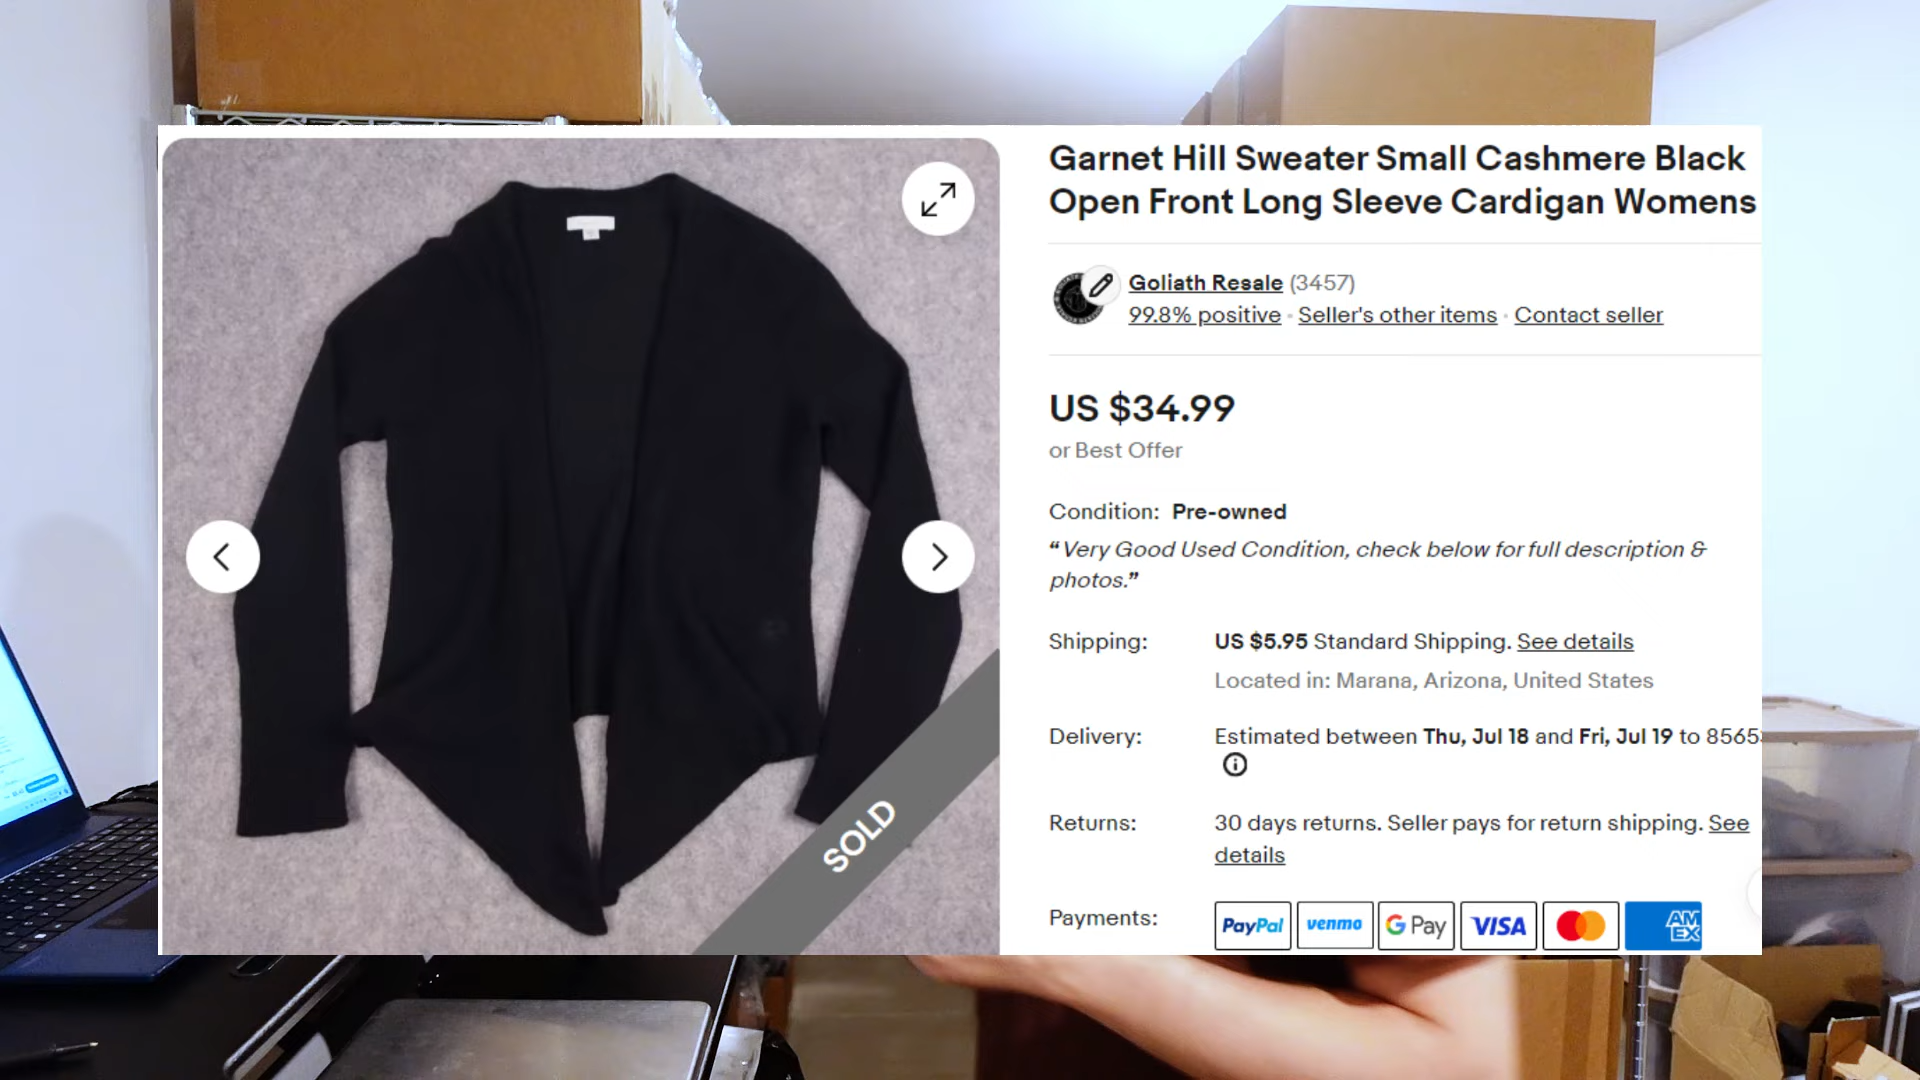 Garnet Hill Sweater Small Cashmere Black
Open Front Long Sleeve Cardigan Womens
Goliath Resale (3457)
99.8% positive • Seller's other items • Contact seller
US $34.99
or Best Offer
Condition: Pre-owned
“Very Good Used Condition, check below for full description &
photos.”
Shipping: US $5.95 Standard Shipping. See details
Located in: Marana, Arizona, United States
Delivery: Estimated between Thu, Jul 18 and Fri, Jul 19 to 8565
Returns: 30 days returns. Seller pays for return shipping. See
details
Payments: PayPal venmo G Pay VISA AM
EX
SOLD